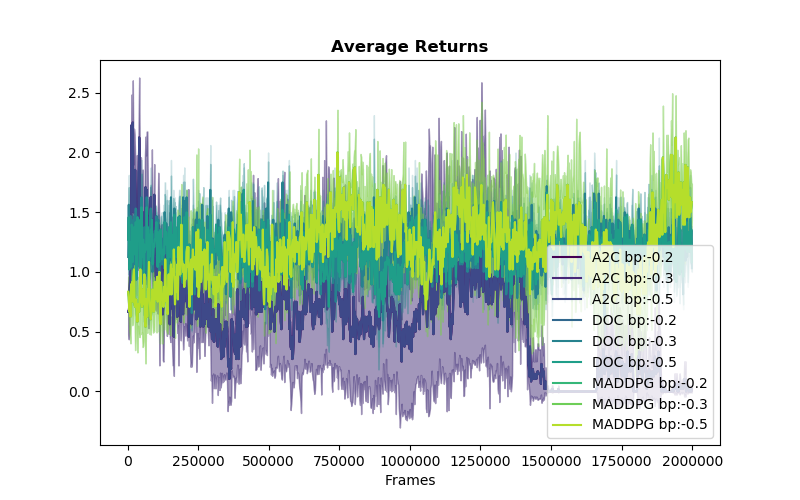 Average Returns
2.5
2.0
1.5
1.0
0.5
0.0
A2C bp:-0.2
A2C bp:-0.3
A2C bp:-0.5
DOC bp:-0.2
DOC bp:-0.3
DOC bp:-0.5
MADDPG bp:-0.2
MADDPG bp:-0.3
MADDPG bp:-0.5
0 250000 500000 750000 1000000 1250000 1500000 1750000 2000000
Frames